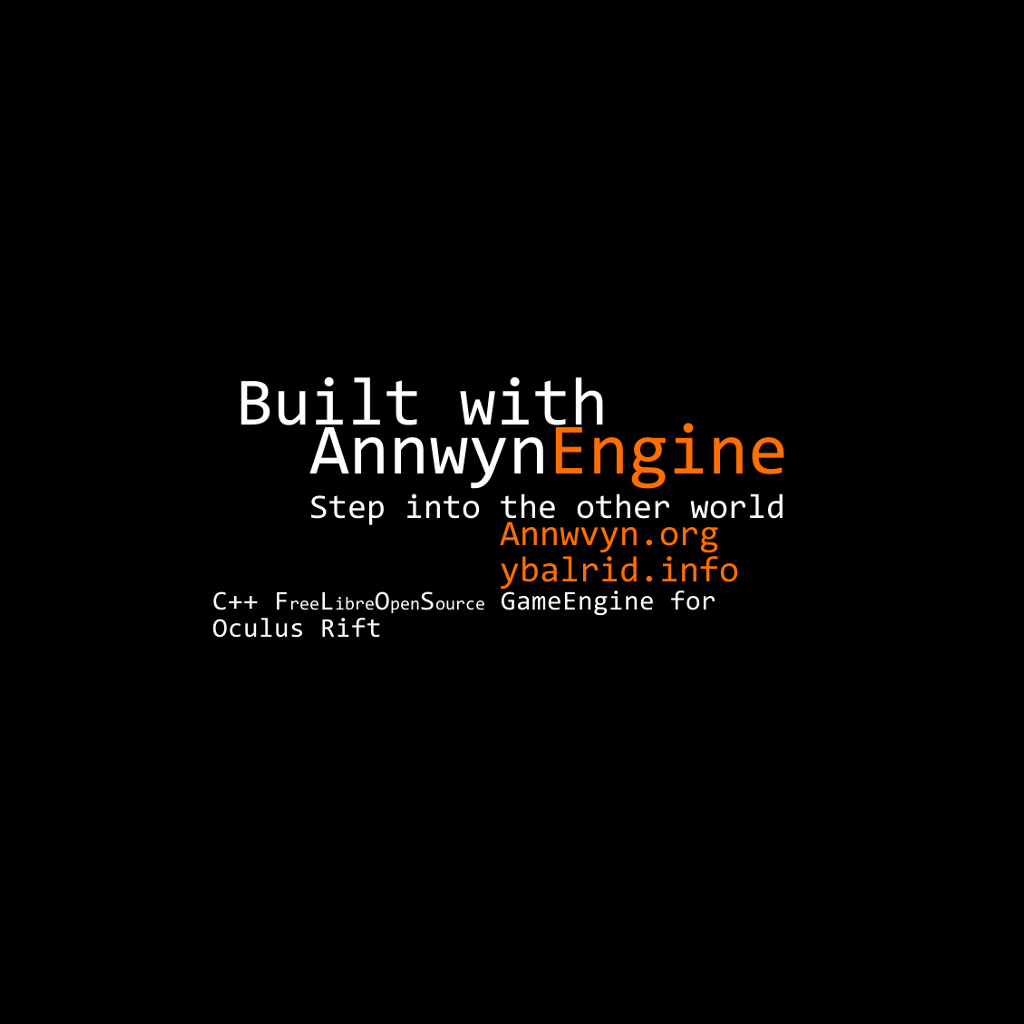 Built with
AnnwynEngine
Step into the other world
Annwvyn.org
ybalrid.info
C++ FreeLibreOpenSource GameEngine for
Oculus Rift